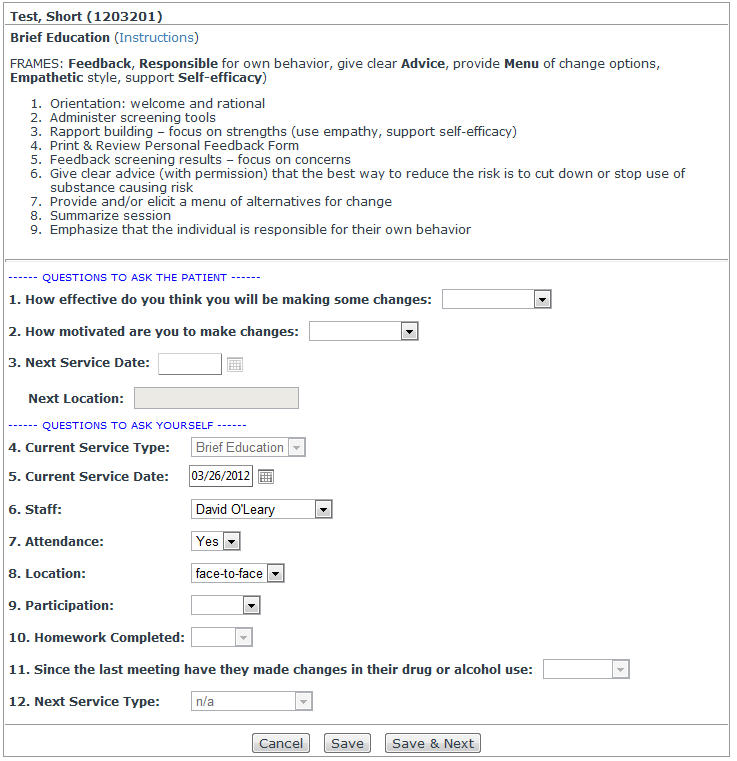 Test, Short (1203201)
Brief Education (Instructions)
FRAMES: Feedback, Responsible for own behavior, give clear Advice, provide Menu of change options,
Empathetic style, support Self-efficacy)
1. Orientation: welcome and rational
2. Administer screening tools
3. Rapport building – focus on strengths (use empathy, support self-efficacy)
4. Print & Review Personal Feedback Form
5. Feedback screening results – focus on concerns
6. Give clear advice (with permission) that the best way to reduce the risk is to cut down or stop use of
substance causing risk
7. Provide and/or elicit a menu of alternatives for change
8. Summarize session
9. Emphasize that the individual is responsible for their own behavior
------ QUESTIONS TO ASK THE PATIENT ------
1. How effective do you think you will be making some changes:
2. How motivated are you to make changes:
3. Next Service Date:
Next Location:
------ QUESTIONS TO ASK YOURSELF ------
4. Current Service Type: Brief Education
5. Current Service Date: 03/26/2012
6. Staff: David O'Leary
7. Attendance: Yes
8. Location: face-to-face
9. Participation:
10. Homework Completed:
11. Since the last meeting have they made changes in their drug or alcohol use:
12. Next Service Type: n/a
Cancel Save Save & Next